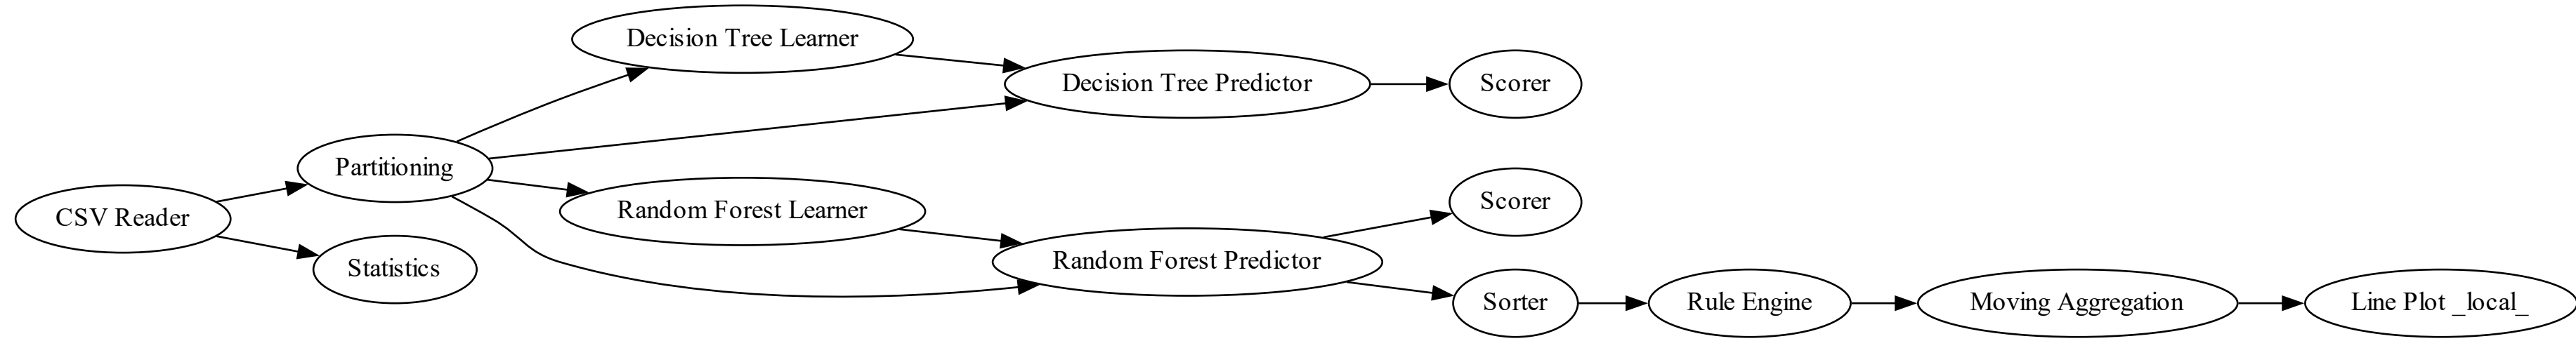 Decision Tree Learner
Decision Tree Predictor
Scorer
Partitioning
CSV Reader
Statistics
Random Forest Learner
Random Forest Predictor
Scorer
Sorter
Rule Engine
Moving Aggregation
Line Plot _local_